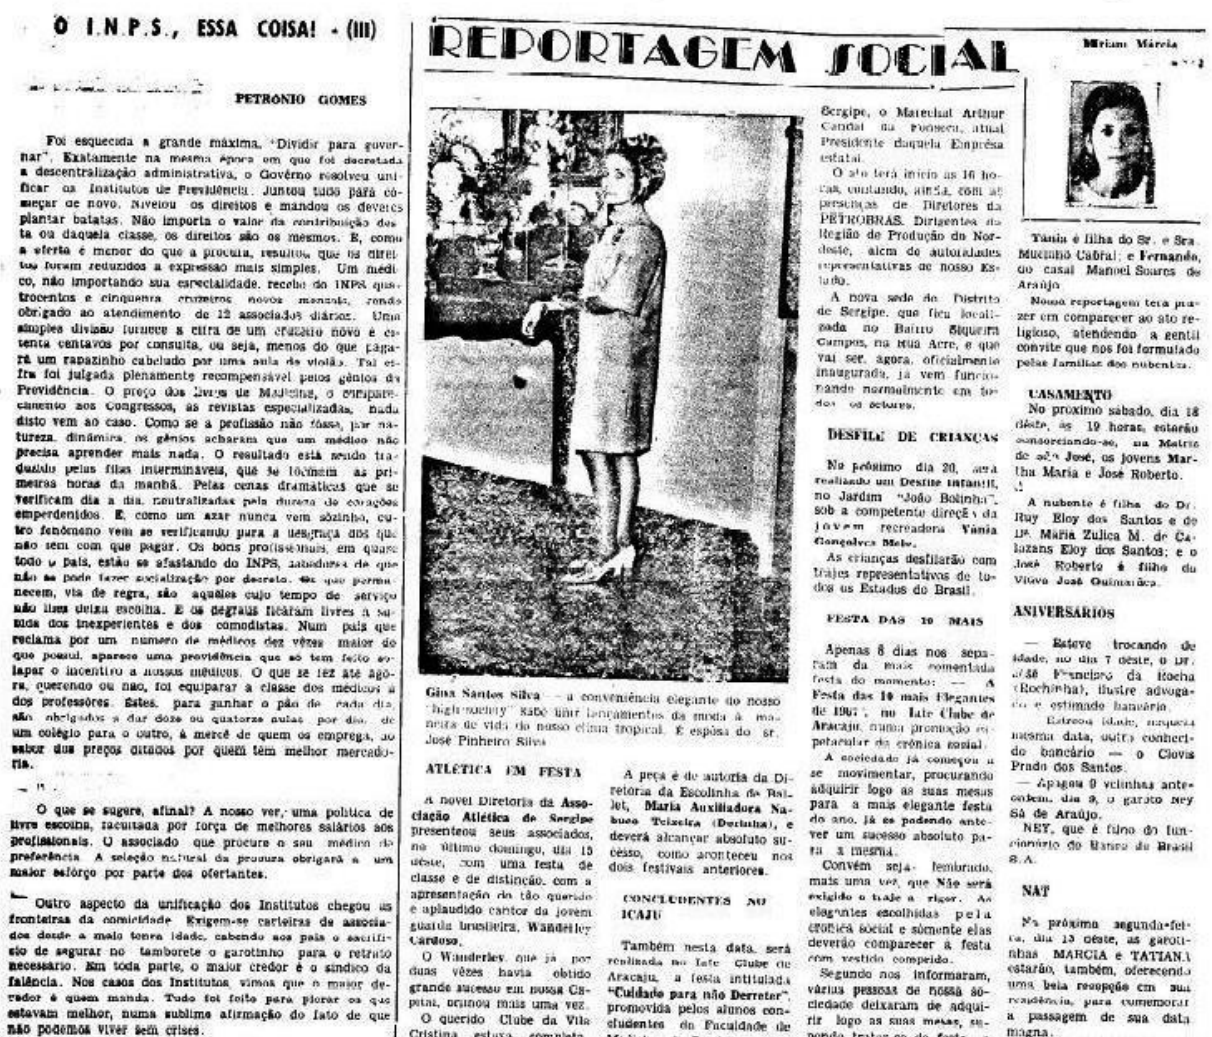 O I.N.P.S., ESSA COISA! - (III)
PETRONIO GOMES
Foi esquecida a grande máxima, "Dividir para gover-
nar". Exatamente na mesma época em que foi decretada
a descentralização administrativa, o Govêrno resolveu uni-
ficar os Institutos de Previdência. Juntou tudo para co-
meçar de novo. Nivelou os direitos e mandou os deveres
plantar batatas. Não importa o valor da contribuição des
ta ou daquela classe, os direitos são os mesmos. E, como
a oferta é menor do que a procura, resultou que os direi
tos foram reduzidos a expressão mais simples. Um médi
co, não importando sua especialidade, recebe do INPS qua-
trocentos e cinquenta cruzeiros novos mensais, sendo
obrigado ao atendimento de 12 associados diários. Uma
simples divisão fornece a cifra de um cruzeiro novo e ci-
tenta centavos por consulta, ou seja, menos do que paga-
rá um rapazinho cabeludo por uma aula de violão. Tal ci-
fra foi julgada plenamente recompensável pelos gênios da
Previdência. O preço dos livros de Medicina, o compare-
cimento aos Congressos, as revistas especializadas, nada
disto vem ao caso. Como se a profissão não fôsse, por na-
tureza, dinâmica, os gênios acharam que um médico não
precisa aprender mais nada. O resultado está sendo tra-
duzido pelas filas intermináveis, que se formam as pri-
meiras horas da manhã. Pelas cenas dramáticas que se
verificam dia a dia, neutralizadas pela dureza de corações
emperdenidos. E, como um azar nunca vem sòzinho, ou-
tro fenômeno vem se verificando para a desgraça dos que
não têm com que pagar. Os bons profissionais, em quase
todo o país, estão se afastando do INPS, sabedores de que
não se pode fazer socialização por decreto. Os que perma-
necem, via de regra, são aquêles cujo tempo de serviço
não lhes deixa escolha. E os degraus ficaram livres a su-
bida dos inexperientes e dos comodistas. Num país que
reclama por um numero de médicos dez vêzes maior do
que possui, aparece uma providência que só tem feito so-
lapar o incentivo a nossos médicos. O que se fez até ago-
ra, querendo ou não, foi equiparar a classe dos médicos a
dos professôres. Estes, para ganhar o pão de cada dia,
são obrigados a dar doze ou quatorze aulas por dia, de
um colégio para o outro, à mercê de quem os emprega, ao
sabor dos preços ditados por quem têm melhor mercado-
ria.
O que se sugere, afinal? A nosso ver, uma política de
livre escolha, facultada por força de melhores salários aos
profissionais. O associado que procure o seu médico de
preferência. A seleção natural da procura obrigará a um
maior esfôrço por parte dos ofertantes.
Outro aspecto da unificação dos Institutos chegou as
fronteiras da comicidade. Exigem-se carteiras de associa-
dos desde a mais tenra idade, cabendo aos pais o sacrifí-
cio de segurar no tamborete o garotinho para o retrato
necessário. Em toda parte, o maior credor é o síndico da
falência. Nos casos dos Institutos, vimos que o maior de-
vedor é quem manda. Tudo foi feito para piorar os que
estavam melhor, numa sublime afirmação do fato de que
não podemos viver sem crises.
REPORTAGEM SOCIAL
Miriam Márcia
Gina Santos Silva — a conveniência elegante do nosso
"high-society" sabe unir lançamentos da moda à ma-
neira de vida do nosso clima tropical. É espôsa do sr.
José Pinheiro Silva
ATLÉTICA EM FESTA
A novel Diretoria da Asso-
ciação Atlética de Sergipe
presenteou seus associados,
no último domingo, dia 15
dêste, com uma festa de
classe e de distinção, com a
apresentação do tão querido
e aplaudido cantor da jovem
guarda brasileira, Wanderley
Cardoso.
O Wanderley, que já por
duas vêzes havia obtido
grande sucesso em nossa Ca-
pital, brilhou mais uma vez.
O querido Clube da Vila
Cristina estava completa-
A peça é de autoria da Di-
retória da Escolinha de Bal-
let, Maria Auxiliadora Na-
buco Teixeira (Dorinha), e
deverá alcançar absoluto su-
cesso, como aconteceu nos
dois festivais anteriores.
CONCLUDENTES NO
ICAJU
Também nesta data, será
realizada no Iate Clube de
Aracaju, a festa intitulada
"Cuidado para não Derreter",
promovida pelos alunos con-
cludentes da Faculdade de
Sergipe, o Marechal Arthur
Candal da Fonseca, atual
Presidente daquela Emprêsa
estatal.
O ato terá início as 16 ho-
ras, contando, ainda, com as
presenças de Diretores da
PETROBRAS, Dirigentes da
Região de Produção do Nor-
deste, alem de autoridades
representativas de nosso Es-
tado.
A nova sede do Distrito
de Sergipe, que fica locali-
zada no Bairro Siqueira
Campos, na Rua Acre, e que
vai ser, agora, oficialmente
inaugurada, já vem funcio-
nando normalmente em to-
dos os setores.
DESFILE DE CRIANÇAS
No próximo dia 20, será
realizado um Desfile Infantil,
no Jardim "João Bolinha",
sob a competente direção da
jovem recreadora Vânia
Gonçalves Melo.
As crianças desfilarão com
trajes representativos de to-
dos os Estados do Brasil.
FESTA DAS 10 MAIS
Apenas 8 dias nos sepa-
ram da mais comentada
festa do momento: — A
Festa das 10 mais Elegantes
de 1967, no Iate Clube de
Aracaju, numa promoção es-
petacular da crônica social.
A sociedade já começou a
se movimentar, procurando
adquirir logo as suas mesas
para a mais elegante festa
do ano, já se podendo ante-
ver um sucesso absoluto pa-
ra a mesma.
Convém seja lembrado,
mais uma vez, que Não será
exigido o traje a rigor. As
elegantes escolhidas pela
crônica social e sòmente elas
deverão comparecer à festa
com vestido comprido.
Segundo nos informaram,
várias pessoas de nossa so-
ciedade deixaram de adqui-
rir logo as suas mesas, su-
pondo tratar-se de festa a
Tânia é filha do Sr. e Sra.
Mucinho Cabral; e Fernando,
do casal Manoel Soares de
Araújo
Nossa reportagem terá pra-
zer em comparecer ao ato re-
ligioso, atendendo a gentil
convite que nos foi formulado
pelas famílias dos nubentes.
CASAMENTO
No próximo sábado, dia 18
dêste, às 19 horas, estarão
consorciando-se, na Matriz
de são José, os jovens Mar-
tha Maria e José Roberto.
A nubente é filha do Dr.
Ruy Eloy dos Santos e de
Dª. Maria Zulica M. de Ca-
lazans Eloy dos Santos; e o
José Roberto é filho da
Viúva José Guimarães.
ANIVERSARIOS
— Esteve trocando de
idade, no dia 7 dêste, o Dr.
José Francisco da Rocha
(Rochinha), ilustre advoga-
do e estimado bancário.
— Estreou idade, naquela
mesma data, outro conheci-
do bancário — o Clovis
Prado dos Santos.
— Apagou 9 velinhas ante-
ontem, dia 9, o garoto Ney
Sá de Araújo.
NEY, que é filho do fun-
cionário do Banco do Brasil
S.A.
NAT
Na próxima segunda-fei-
ra, dia 13 dêste, as garoti-
nhas MARCIA e TATIANA
estarão, também, oferecendo
uma bela recepção em sua
residência, para comemorar
a passagem de sua data
magna.